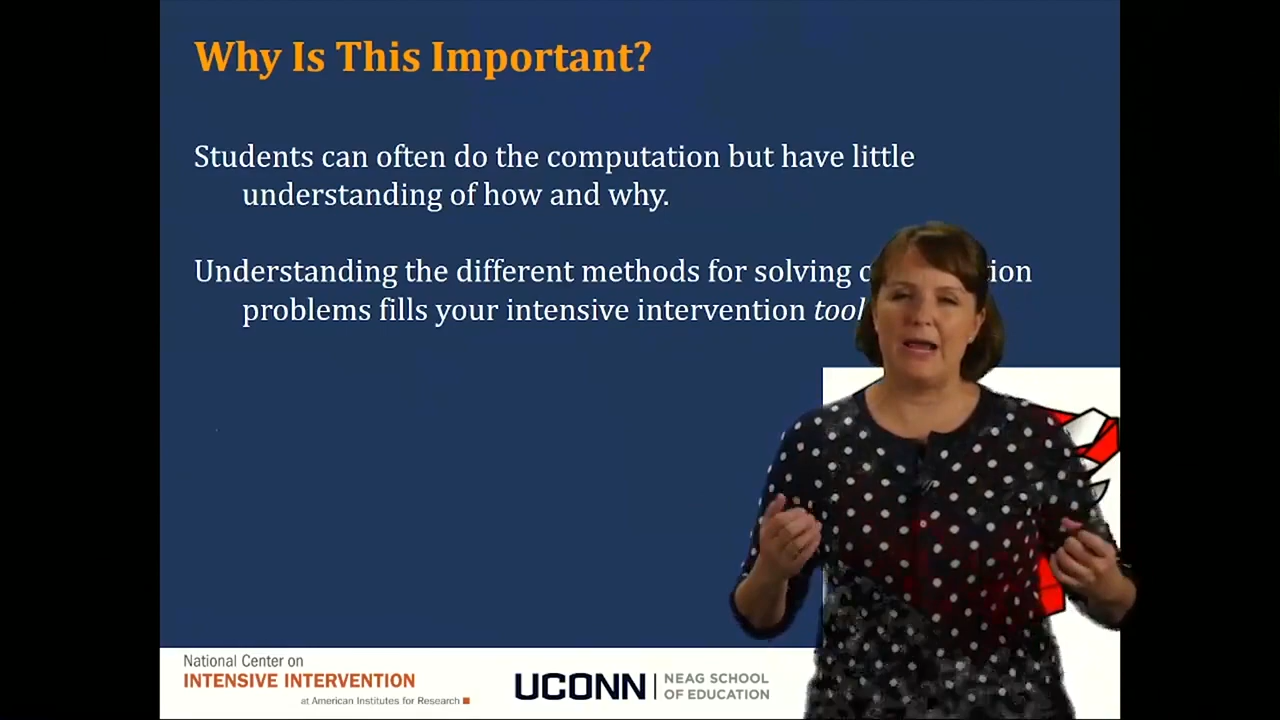 Why Is This Important?
Students can often do the computation but have little
understanding of how and why.
Understanding the different methods for solving
problems fills your intensive intervention
National Center on
INTENSIVE INTERVENTION
at American Institutes for Research
UCONN
NEAG SCHOOL
OF EDUCATION